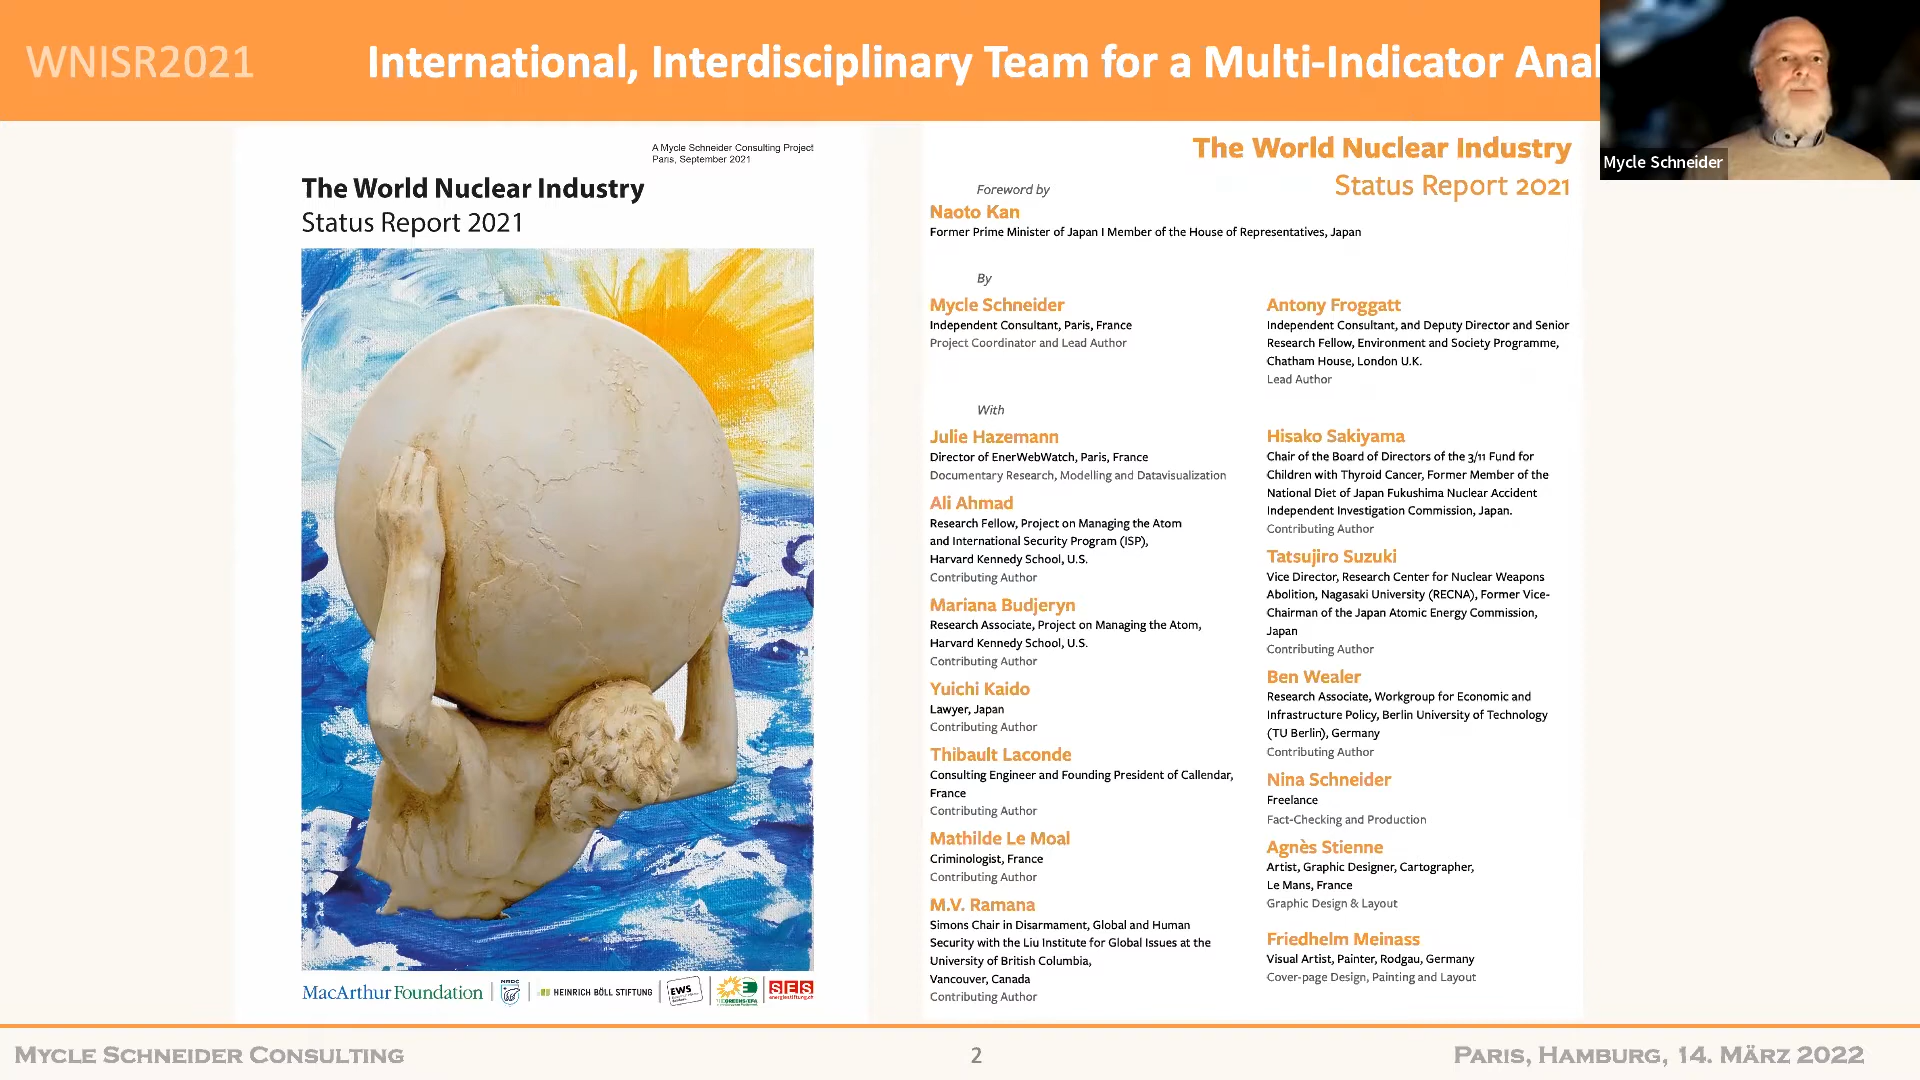 WNISR2021
International, Interdisciplinary Team for a Multi-Indicator Anal
Mycle Schneider
A Mycle Schneider Consulting Project
Paris, September 2021
The World Nuclear Industry
Status Report 2021
MacArthur Foundation
NRDC
HEINRICH BÖLL STIFTUNG
EWS
THE GREENS/EFA
SES
energiestiftung.ch
The World Nuclear Industry
Status Report 2021
Foreword by
Naoto Kan
Former Prime Minister of Japan I Member of the House of Representatives, Japan
By
Mycle Schneider
Independent Consultant, Paris, France
Project Coordinator and Lead Author
Antony Froggatt
Independent Consultant, and Deputy Director and Senior
Research Fellow, Environment and Society Programme,
Chatham House, London U.K.
Lead Author
With
Julie Hazemann
Director of EnerWebWatch, Paris, France
Documentary Research, Modelling and Datavisualization
Ali Ahmad
Research Fellow, Project on Managing the Atom
and International Security Program (ISP),
Harvard Kennedy School, U.S.
Contributing Author
Mariana Budjeryn
Research Associate, Project on Managing the Atom,
Harvard Kennedy School, U.S.
Contributing Author
Yuichi Kaido
Lawyer, Japan
Contributing Author
Thibault Laconde
Consulting Engineer and Founding President of Callendar,
France
Contributing Author
Mathilde Le Moal
Criminologist, France
Contributing Author
M.V. Ramana
Simons Chair in Disarmament, Global and Human
Security with the Liu Institute for Global Issues at the
University of British Columbia,
Vancouver, Canada
Contributing Author
Hisako Sakiyama
Chair of the Board of Directors of the 3/11 Fund for
Children with Thyroid Cancer, Former Member of the
National Diet of Japan Fukushima Nuclear Accident
Independent Investigation Commission, Japan.
Contributing Author
Tatsujiro Suzuki
Vice Director, Research Center for Nuclear Weapons
Abolition, Nagasaki University (RECNA), Former Vice-
Chairman of the Japan Atomic Energy Commission,
Japan
Contributing Author
Ben Wealer
Research Associate, Workgroup for Economic and
Infrastructure Policy, Berlin University of Technology
(TU Berlin), Germany
Contributing Author
Nina Schneider
Freelance
Fact-Checking and Production
Agnès Stienne
Artist, Graphic Designer, Cartographer,
Le Mans, France
Graphic Design & Layout
Friedhelm Meinass
Visual Artist, Painter, Rodgau, Germany
Cover-page Design, Painting and Layout
MYCLE SCHNEIDER CONSULTING
2
PARIS, HAMBURG, 14. MÄRZ 2022